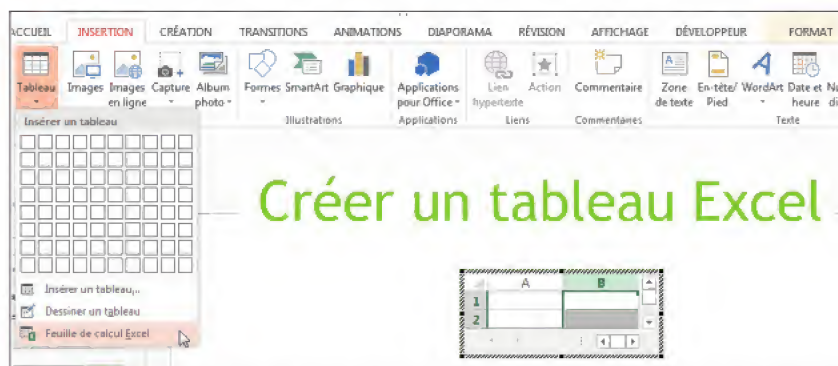 ACCUEIL INSERTION CRÉATION TRANSITIONS ANIMATIONS DIAPORAMA RÉVISION AFFICHAGE DÉVELOPPEUR FORMAT
Tableau Images Images en ligne Capture Album photo Formes SmartArt Graphique Applications pour Office Lien hypertexte Action Commentaire Zone de texte En-tête/ Pied WordArt Date et heure
Illustrations Applications Liens Commentaires Texte
Insérer un tableau
Créer un tableau Excel
A B
1
2
Insérer un tableau...
Dessiner un tableau
Feuille de calcul Excel